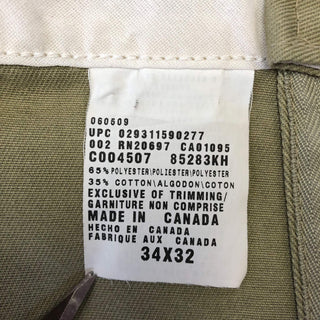 060609
UPC 029311590277
002 RN20697 CA01095
C004507 85283KH
65% POLYESTER\POLIESTER\POLYESTER
35% COTTON\ALGODON\COTON
EXCLUSIVE OF TRIMMING/
GARNITURE NON COMPRISE
MADE IN CANADA
HECHO EN CANADA
FABRIQUE AUX CANADA
34X32